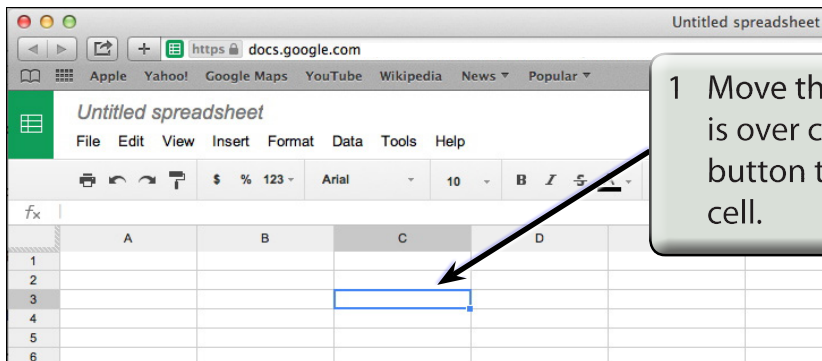 Untitled spreadsheet
https docs.google.com
Apple Yahoo! Google Maps YouTube Wikipedia News Popular
Untitled spreadsheet
File Edit View Insert Format Data Tools Help
$ % 123 Arial 10 B I S A
fx
A B C D
1
2
3
4
5
6
1 Move th
is over c
button t
cell.